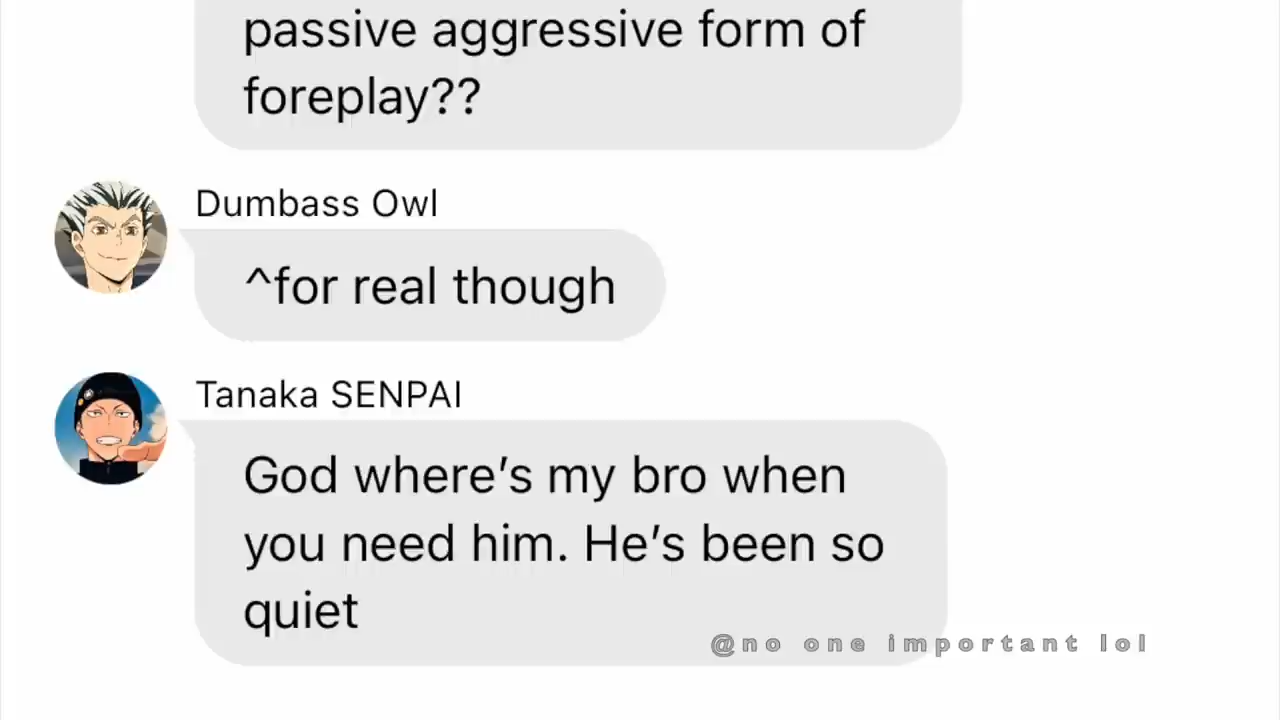 passive aggressive form of
foreplay??
Dumbass Owl
^for real though
Tanaka SENPAI
God where’s my bro when
you need him. He’s been so
quiet
@no one important lol